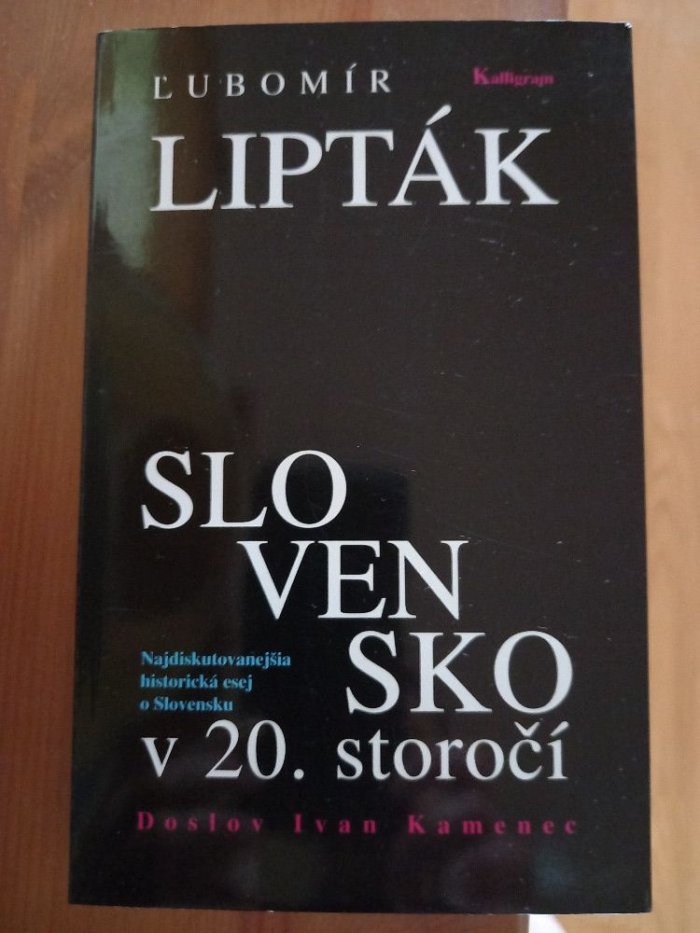 ĽUBOMÍR
Kalligram
LIPTÁK
SLO
VEN
SKO
Najdiskutovanejšia
historická esej
o Slovensku
v 20. storočí
Doslov Ivan Kamenec